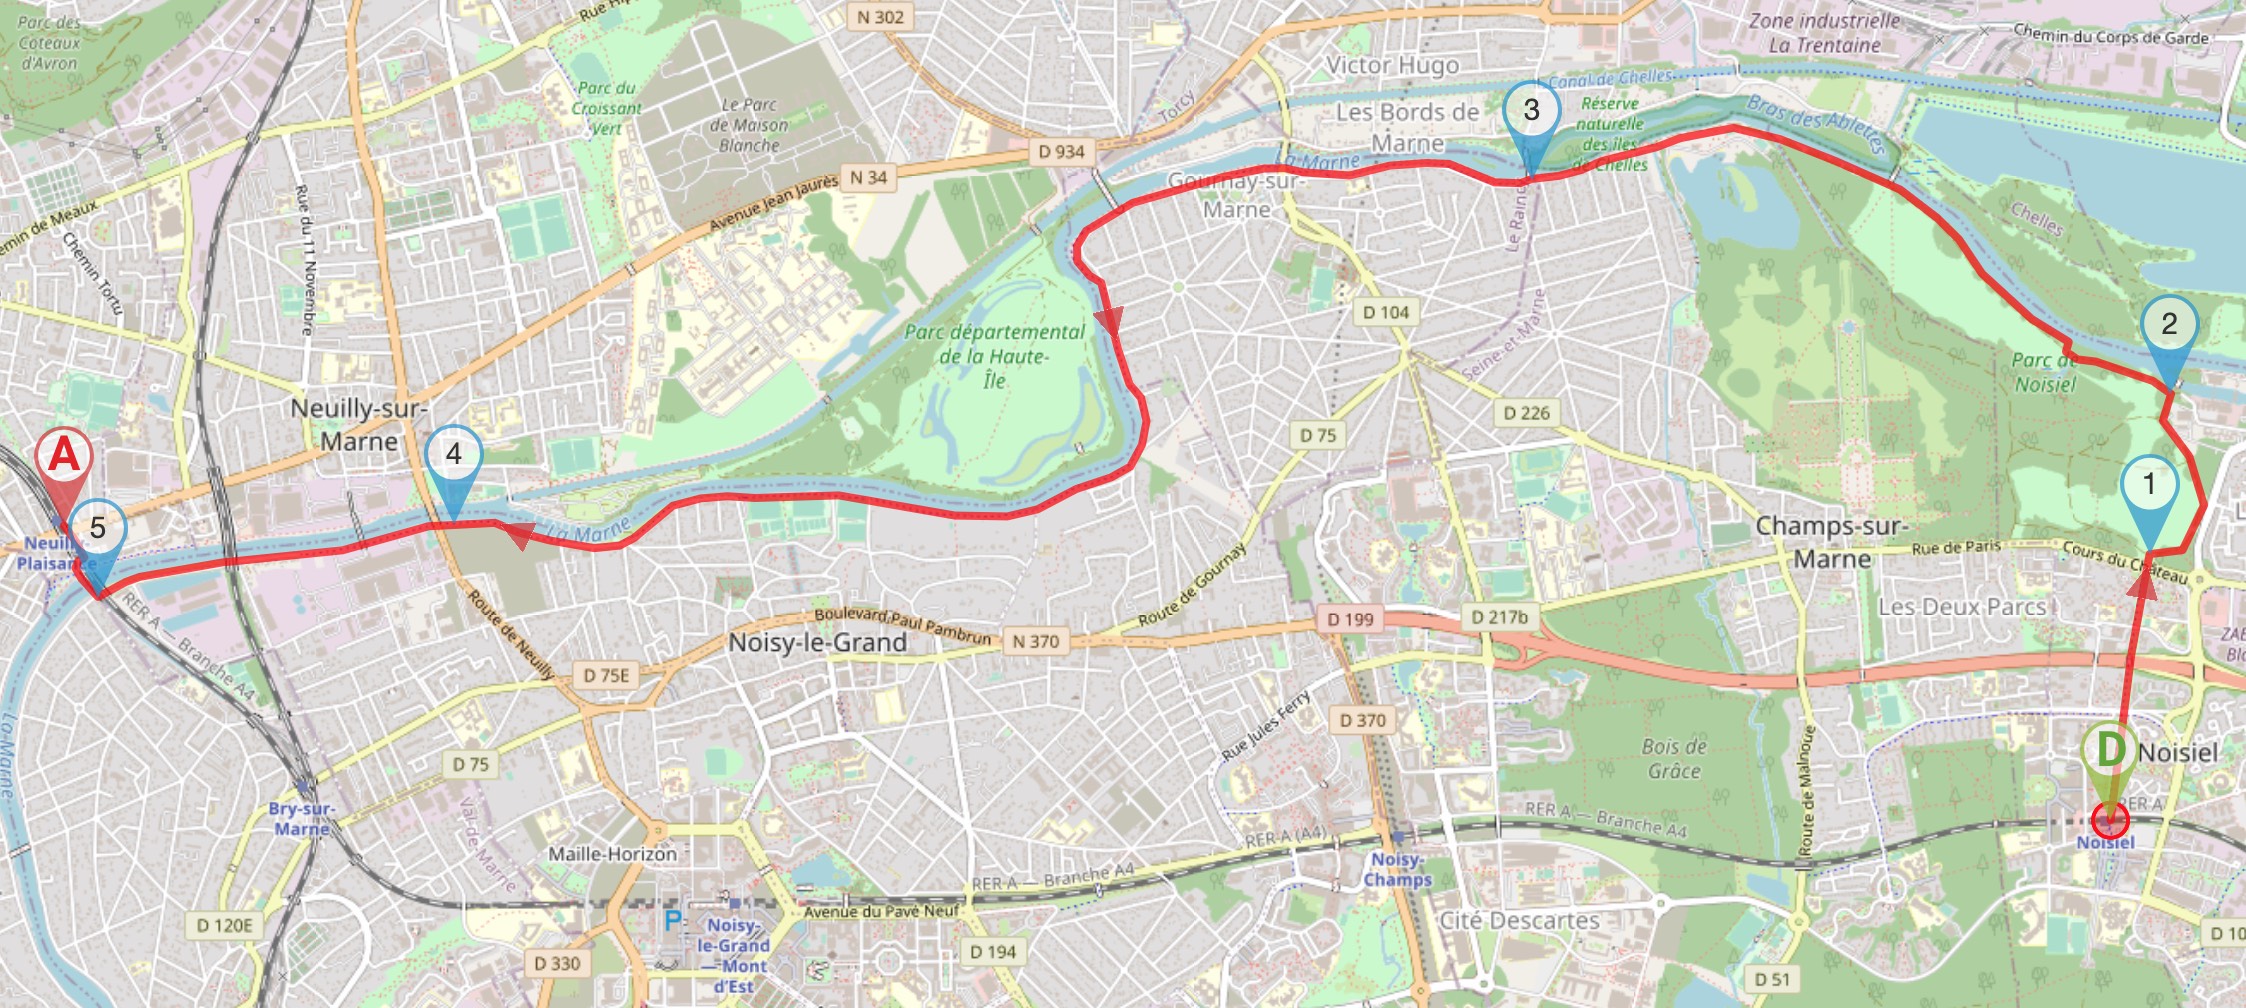 Parc des
Coteaux
d'Avron
N 302
Zone industrielle
La Trentaine
Chemin du Corps de Garde
Victor Hugo
Canal de Chelles
Parc du
Croissant
Vert
Le Parc
de Maison
Blanche
Torcy
Les Bords de
Marne
3
Réserve
naturelle
des îles
de Chelles
Bras des Ablettes
D 934
N 34
La Marne
Gournay-sur-
Marne
Avenue Jean Jaurès
Rue du 11 Novembre
emin de Meaux
Chemin Tortu
Le Rainc
Chelles
Parc départemental
de la Haute-
Île
D 104
Seine-et-Marne
2
Parc de
Noisiel
Neuilly-sur-
Marne
D 226
D 75
A
4
1
5
La Marne
Champs-sur-
Marne
Rue de Paris
Cours du Château
Neuilly-
Plaisance
Route de Gournay
RER A — Branche A4
Route de Neuilly
Boulevard Paul Pambrun
Noisy-le-Grand
N 370
D 199
D 217b
Les Deux Parcs
D 75E
La Marne
D 75
Rue Jules Ferry
D 370
Bois de
Grâce
Route de Malnoue
D
Noisiel
RER A
Noisiel
Bry-sur-
Marne
Val-de-Marne
Maille-Horizon
RER A (A4)
RER A — Branche A4
Noisy-
Champs
RER A — Branche A4
Avenue du Pavé Neuf
P
Noisy-
le-Grand
— Mont
d'Est
Cité Descartes
D 120E
D 330
D 194
D 51
D 10